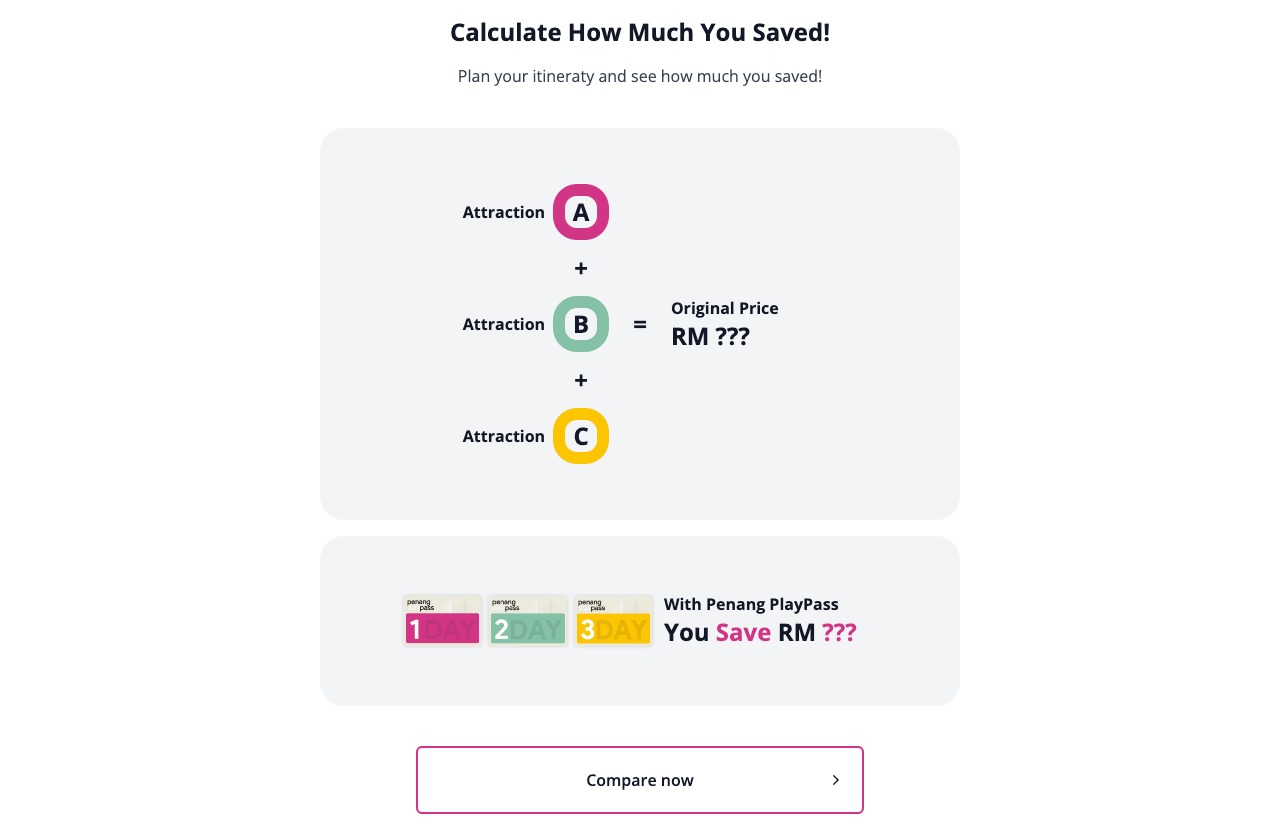 Calculate How Much You Saved!
Plan your itineraty and see how much you saved!
Attraction A
+
Attraction B = Original Price
RM ???
+
Attraction C
penang
pass
1DAY
penang
pass
2DAY
penang
pass
3DAY
With Penang PlayPass
You Save RM ???
Compare now